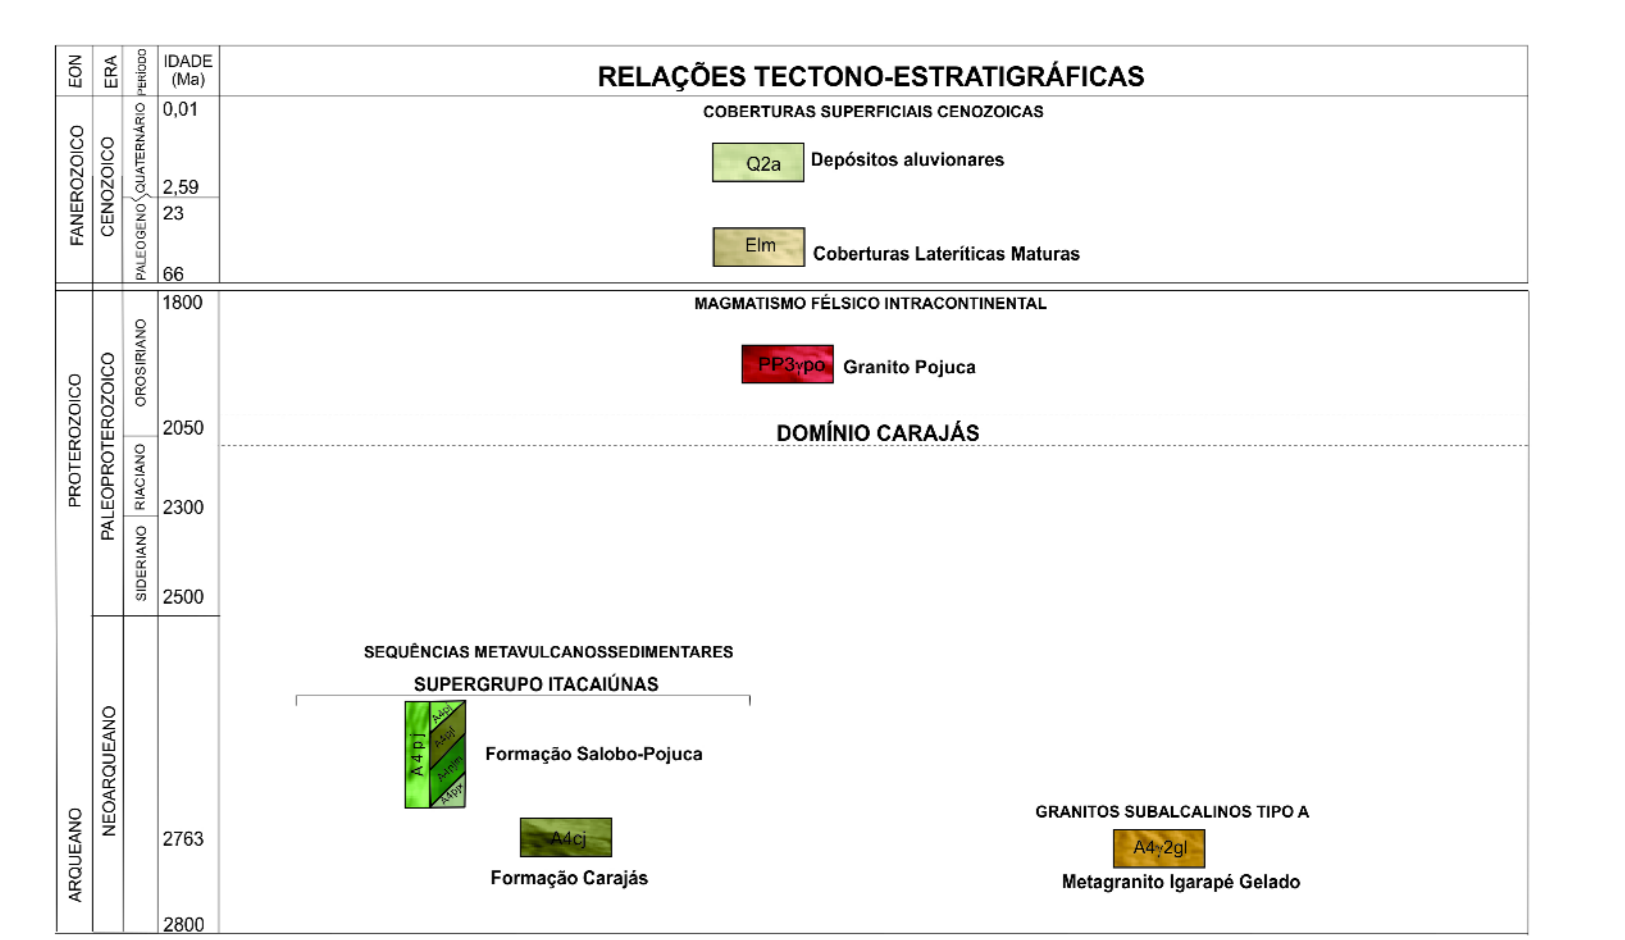 EON
ERA
PERÍODO
IDADE
(Ma)
RELAÇÕES TECTONO-ESTRATIGRÁFICAS
FANEROZOICO
CENOZOICO
QUATERNÁRIO
PALEOGENO
0,01
2,59
23
66
COBERTURAS SUPERFICIAIS CENOZOICAS
Q2a
Depósitos aluvionares
Elm
Coberturas Lateríticas Maturas
PROTEROZOICO
PALEOPROTEROZOICO
OROSIRIANO
RIACIANO
SIDERIANO
1800
2050
2300
2500
MAGMATISMO FÉLSICO INTRACONTINENTAL
PP3γpo
Granito Pojuca
DOMÍNIO CARAJÁS
ARQUEANO
NEOARQUEANO
2763
2800
SEQUÊNCIAS METAVULCANOSSEDIMENTARES
SUPERGRUPO ITACAIÚNAS
A4pj
A4pjl
A4pjm
A4pjx
Formação Salobo-Pojuca
A4cj
Formação Carajás
GRANITOS SUBALCALINOS TIPO A
A4γ2gl
Metagranito Igarapé Gelado